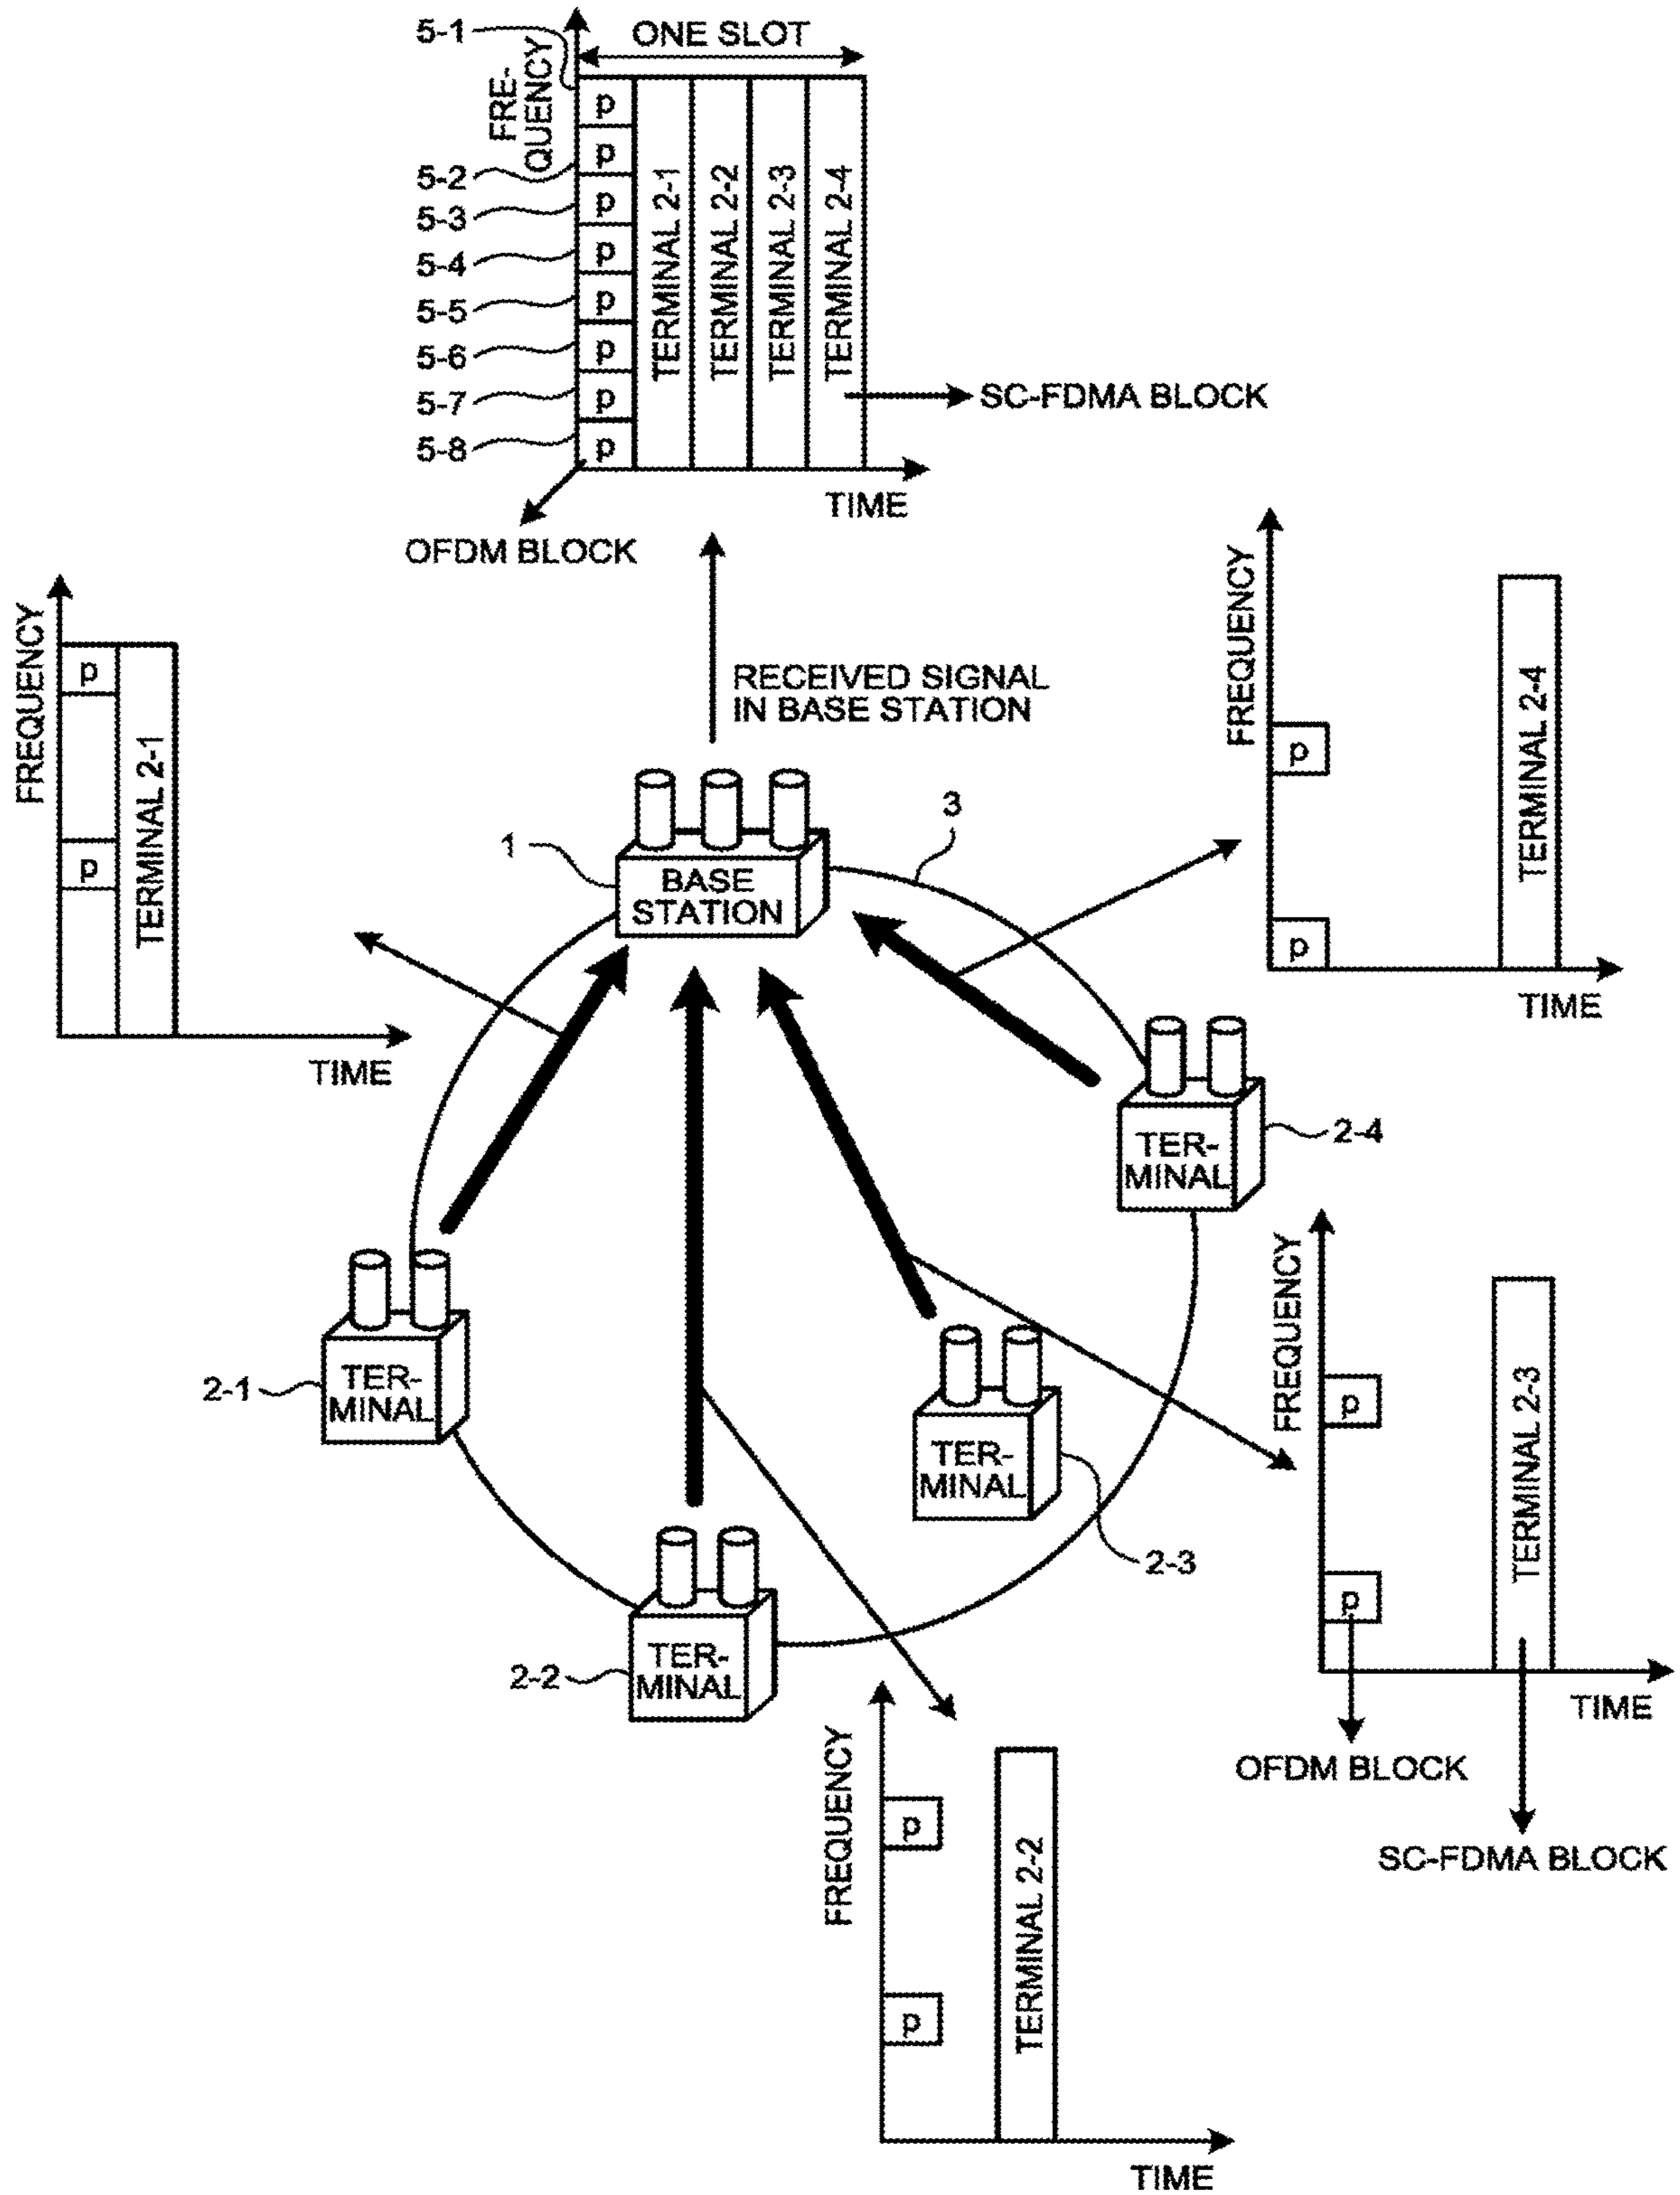 5-1
ONE SLOT
FRE-
QUENCY
p
p
p
p
p
p
p
p
5-2
5-3
5-4
5-5
5-6
5-7
5-8
TERMINAL 2-1
TERMINAL 2-2
TERMINAL 2-3
TERMINAL 2-4
SC-FDMA BLOCK
TIME
OFDM BLOCK
FREQUENCY
p
p
TERMINAL 2-1
TIME
RECEIVED SIGNAL
IN BASE STATION
FREQUENCY
p
p
TERMINAL 2-4
TIME
1
BASE
STATION
3
TER-
MINAL
2-4
2-1
TER-
MINAL
TER-
MINAL
2-3
2-2
TER-
MINAL
FREQUENCY
p
p
TERMINAL 2-3
TIME
OFDM BLOCK
SC-FDMA BLOCK
FREQUENCY
p
p
TERMINAL 2-2
TIME